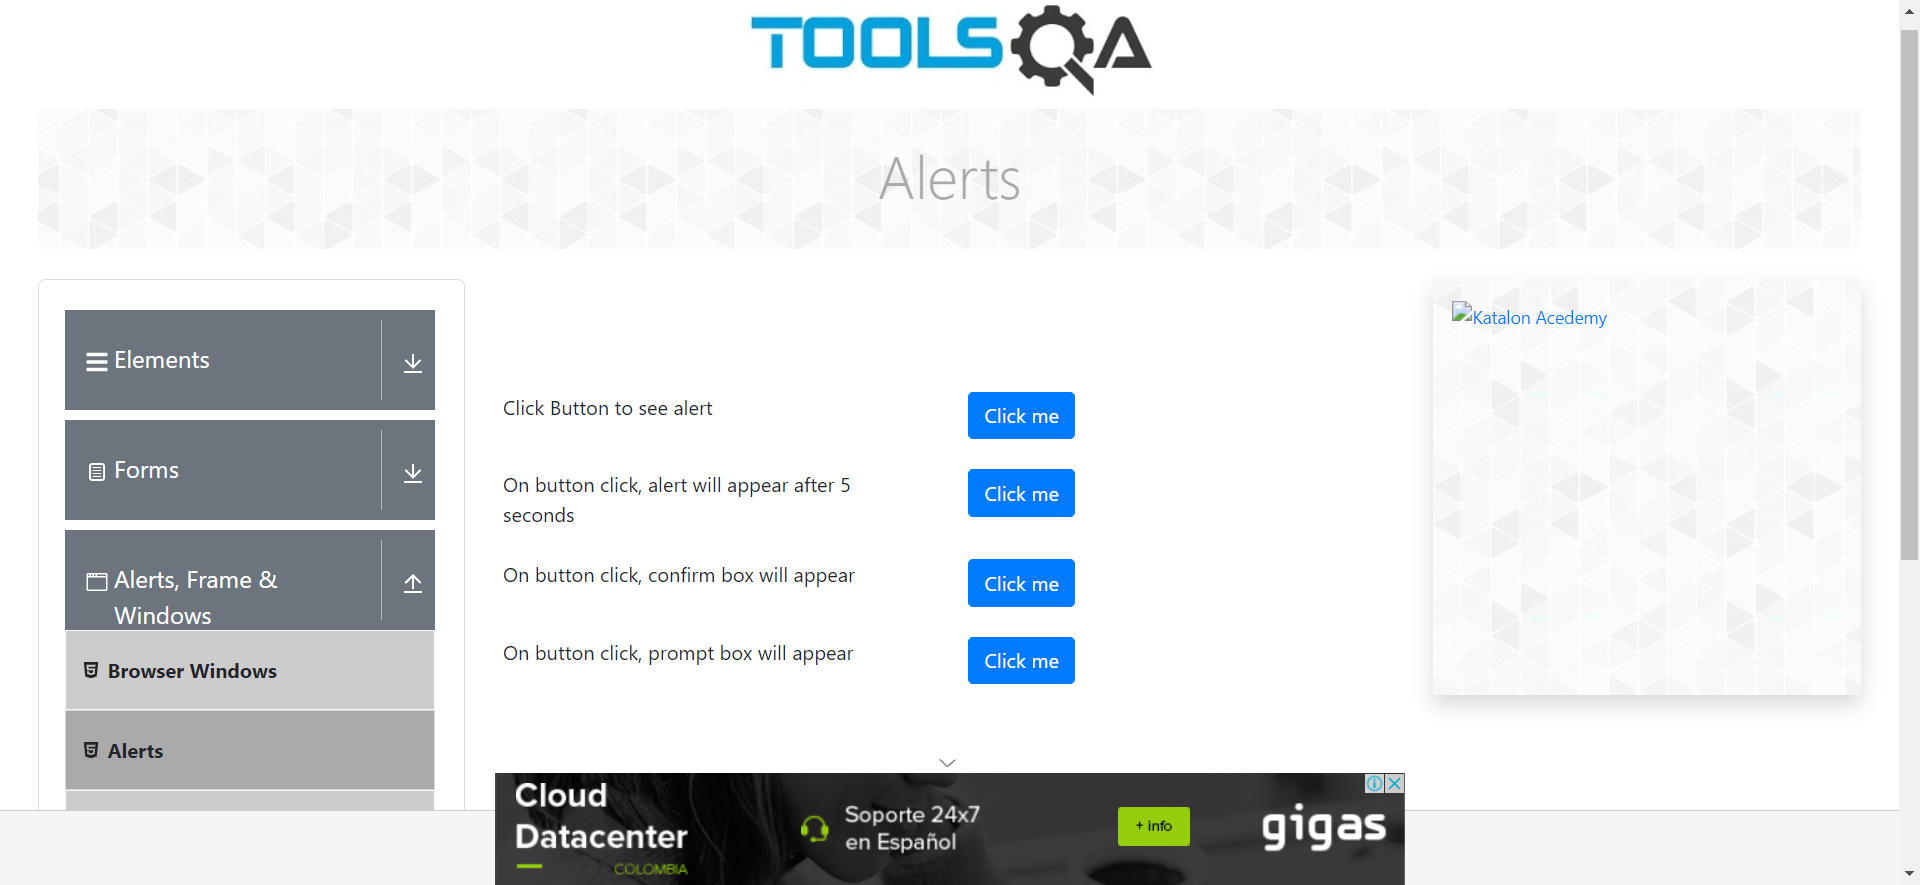 TOOLSQA
Alerts
Elements
Forms
Alerts, Frame &
Windows
Browser Windows
Alerts
Click Button to see alert
Click me
On button click, alert will appear after 5
seconds
Click me
On button click, confirm box will appear
Click me
On button click, prompt box will appear
Click me
Katalon Acedemy
Cloud
Datacenter
COLOMBIA
Soporte 24x7
en Español
+ info
gigas